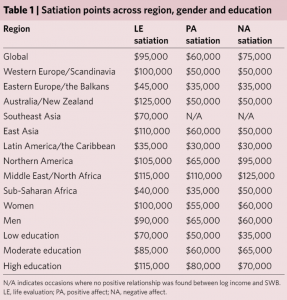 Table 1 | Satiation points across region, gender and education
Region LE satiation PA satiation NA satiation
Global $95,000 $60,000 $75,000
Western Europe/Scandinavia $100,000 $50,000 $50,000
Eastern Europe/the Balkans $45,000 $35,000 $35,000
Australia/New Zealand $125,000 $50,000 $50,000
Southeast Asia $70,000 N/A N/A
East Asia $110,000 $60,000 $50,000
Latin America/the Caribbean $35,000 $30,000 $30,000
Northern America $105,000 $65,000 $95,000
Middle East/North Africa $115,000 $110,000 $125,000
Sub-Saharan Africa $40,000 $35,000 $50,000
Women $100,000 $55,000 $60,000
Men $90,000 $65,000 $60,000
Low education $70,000 $50,000 $35,000
Moderate education $85,000 $60,000 $65,000
High education $115,000 $80,000 $70,000
N/A indicates occasions where no positive relationship was found between log income and SWB.
LE, life evaluation; PA, positive affect; NA, negative affect.